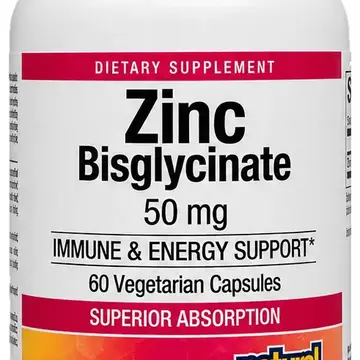 DIETARY SUPPLEMENT
Zinc
Bisglycinate
50 mg
IMMUNE & ENERGY SUPPORT*
60 Vegetarian Capsules
SUPERIOR ABSORPTION